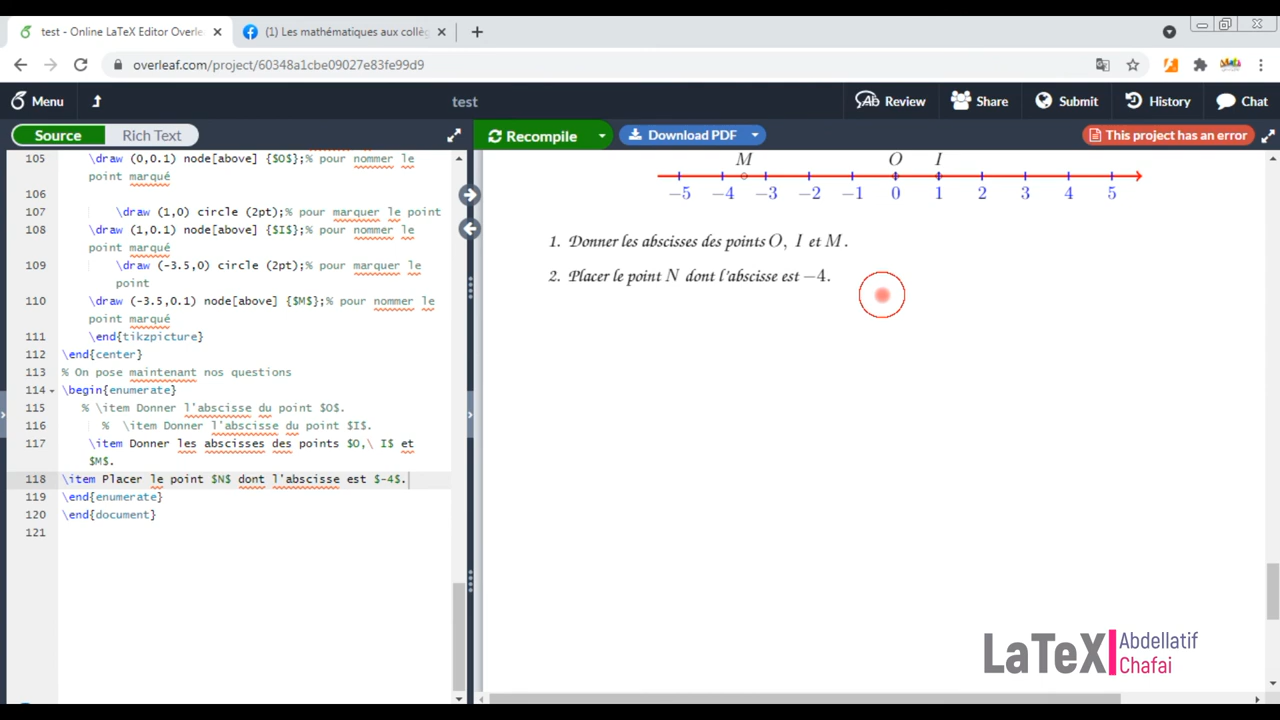 test - Online LaTeX Editor Overle
(1) Les mathématiques aux collèg
overleaf.com/project/60348a1cbe09027e83fe99d9
Menu
test
Review
Share
Submit
History
Chat
Source
Rich Text
Recompile
Download PDF
This project has an error
105 \draw (0,0.1) node[above] {$O$};% pour nommer le
point marqué
106
107 \draw (1,0) circle (2pt);% pour marquer le point
108 \draw (1,0.1) node[above] {$I$};% pour nommer le
point marqué
109 \draw (-3.5,0) circle (2pt);% pour marquer le
point
110 \draw (-3.5,0.1) node[above] {$M$};% pour nommer le
point marqué
111 \end{tikzpicture}
112 \end{center}
113 % On pose maintenant nos questions
114 \begin{enumerate}
115 % \item Donner l'abscisse du point $O$.
116 % \item Donner l'abscisse du point $I$.
117 \item Donner les abscisses des points $O,\ I$ et
$M$.
118 \item Placer le point $N$ dont l'abscisse est $-4$.
119 \end{enumerate}
120 \end{document}
121
M O I
−5 −4 −3 −2 −1 0 1 2 3 4 5
1. Donner les abscisses des points O, I et M.
2. Placer le point N dont l'abscisse est −4.
LaTeX
Abdellatif
Chafai